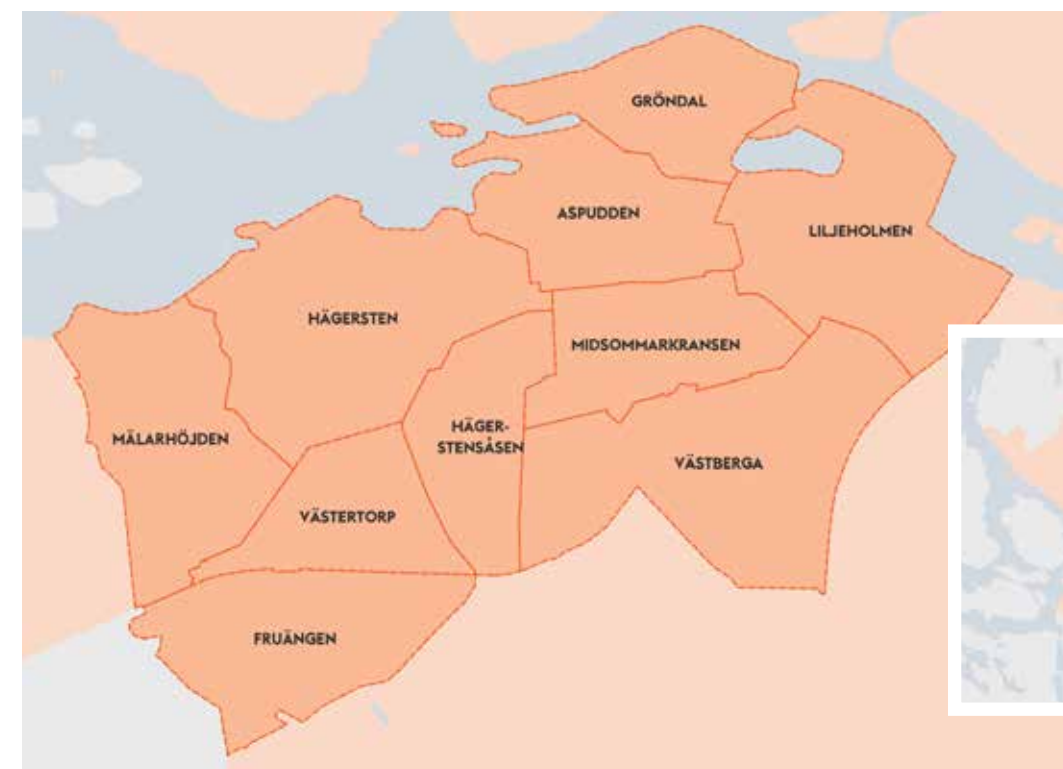 GRÖNDAL
ASPUDDEN
LILJEHOLMEN
HÄGERSTEN
MIDSOMMARKRANSEN
MÄLARHÖJDEN
HÄGER-
STENSÅSEN
VÄSTBERGA
VÄSTERTORP
FRUÄNGEN